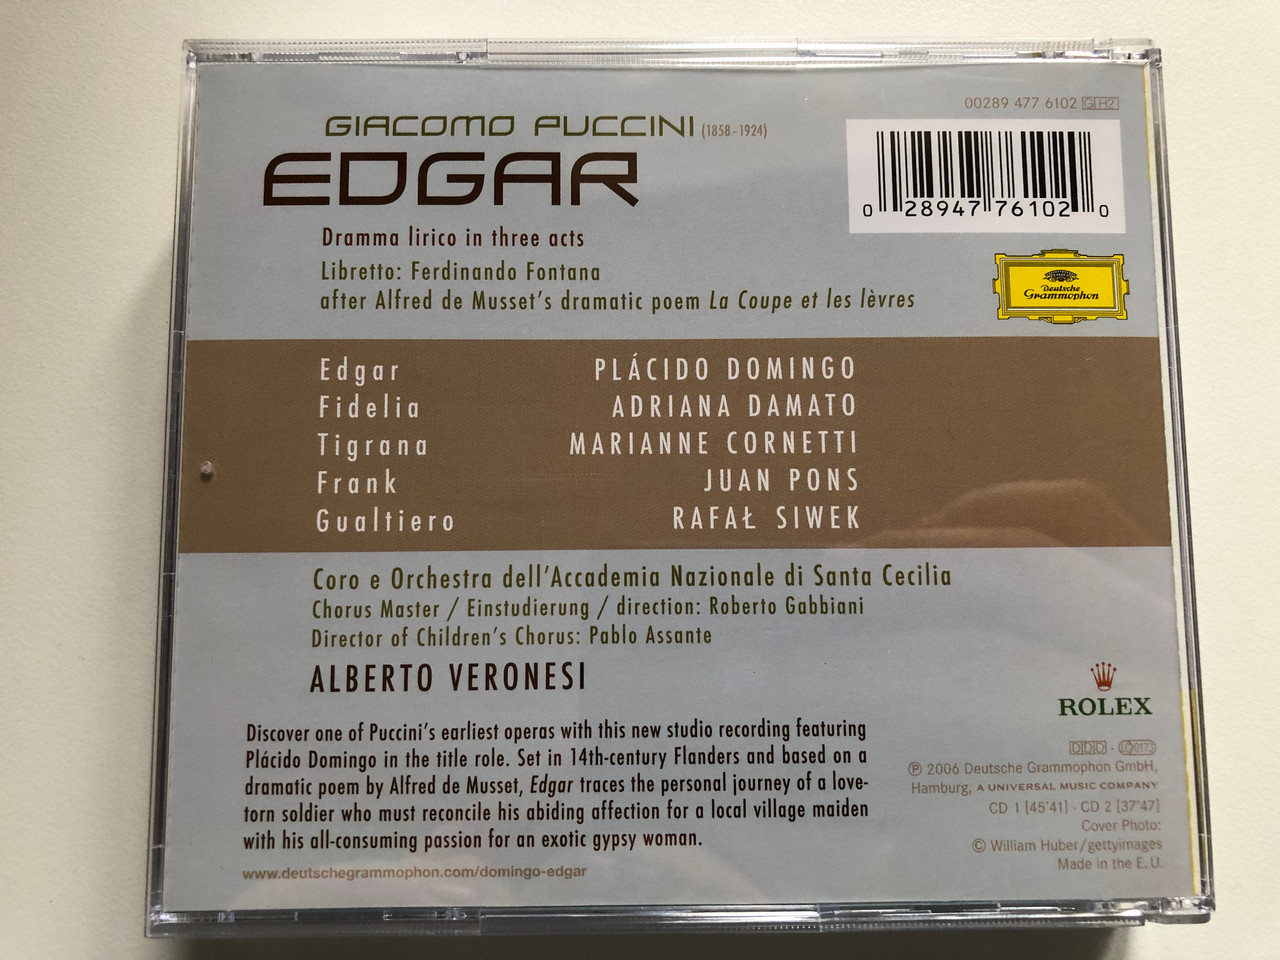 00289 477 6102 G H2
GIACOMO PUCCINI (1858–1924)
EDGAR
0 28947 76102 0
Dramma lirico in three acts
Libretto: Ferdinando Fontana
after Alfred de Musset's dramatic poem La Coupe et les lèvres
Deutsche
Grammophon
Edgar PLÁCIDO DOMINGO
Fidelia ADRIANA DAMATO
Tigrana MARIANNE CORNETTI
Frank JUAN PONS
Gualtiero RAFAŁ SIWEK
Coro e Orchestra dell'Accademia Nazionale di Santa Cecilia
Chorus Master / Einstudierung / direction: Roberto Gabbiani
Director of Children's Chorus: Pablo Assante
ALBERTO VERONESI
ROLEX
Discover one of Puccini's earliest operas with this new studio recording featuring
Plácido Domingo in the title role. Set in 14th-century Flanders and based on a
dramatic poem by Alfred de Musset, Edgar traces the personal journey of a love-
torn soldier who must reconcile his abiding affection for a local village maiden
with his all-consuming passion for an exotic gypsy woman.
www.deutschegrammophon.com/domingo-edgar
DDD · LC 0173
℗ 2006 Deutsche Grammophon GmbH,
Hamburg, A UNIVERSAL MUSIC COMPANY
CD 1 [45'41] · CD 2 [37'47]
Cover Photo:
© William Huber/gettyimages
Made in the E. U.